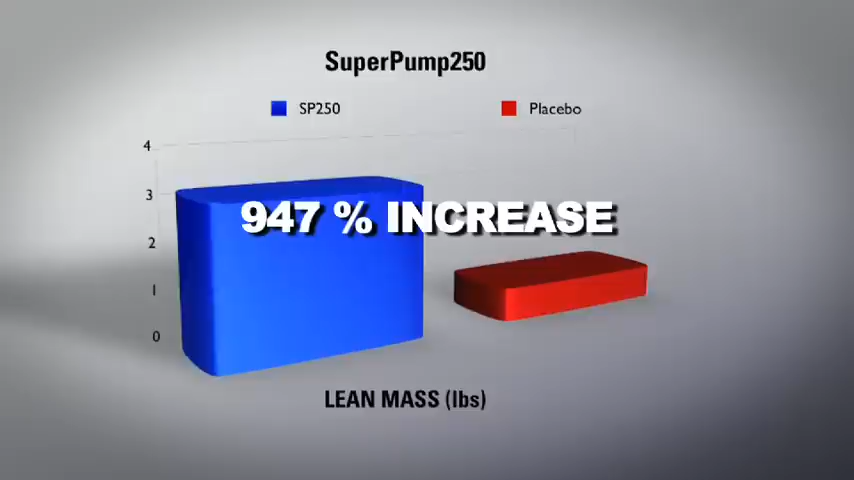 SuperPump250
SP250 Placebo
4
3
947 % INCREASE
2
1
0
LEAN MASS (lbs)